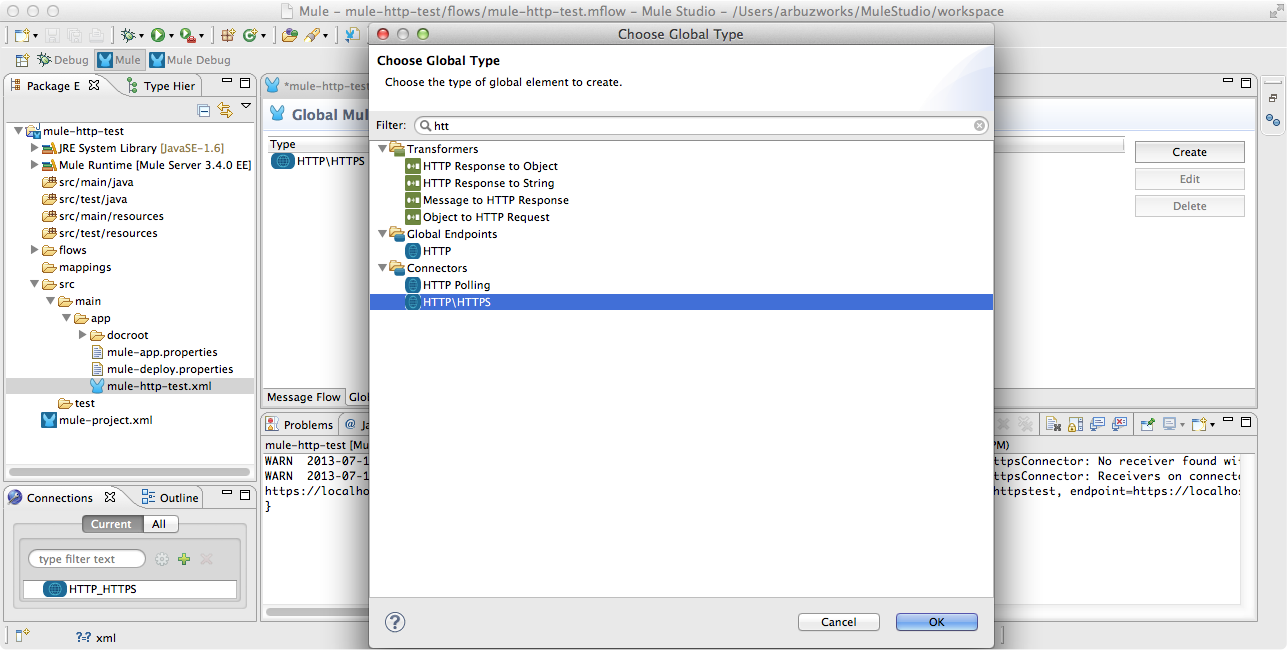 Mule – mule-http-test/flows/mule-http-test.mflow – Mule Studio – /Users/arbuzworks/MuleStudio/workspace
Debug Mule Mule Debug
Package E Type Hier
mule-http-test
JRE System Library [JavaSE-1.6]
Mule Runtime [Mule Server 3.4.0 EE]
src/main/java
src/test/java
src/main/resources
src/test/resources
flows
mappings
src
main
app
docroot
mule-app.properties
mule-deploy.properties
mule-http-test.xml
test
mule-project.xml
Connections Outline
Current All
type filter text
HTTP_HTTPS
?-? xml
*mule-http-test
Global Mul
Type
HTTP\HTTPS
Create
Edit
Delete
Message Flow Glo
Problems @ Ja
mule-http-test [Mu
PM)
WARN 2013-07-1
ttpsConnector: No receiver found wi
WARN 2013-07-1
ttpsConnector: Receivers on connecto
https://localho
httpstest, endpoint=https://localhos
}
Choose Global Type
Choose Global Type
Choose the type of global element to create.
Filter: htt
Transformers
HTTP Response to Object
HTTP Response to String
Message to HTTP Response
Object to HTTP Request
Global Endpoints
HTTP
Connectors
HTTP Polling
HTTP\HTTPS
? Cancel OK